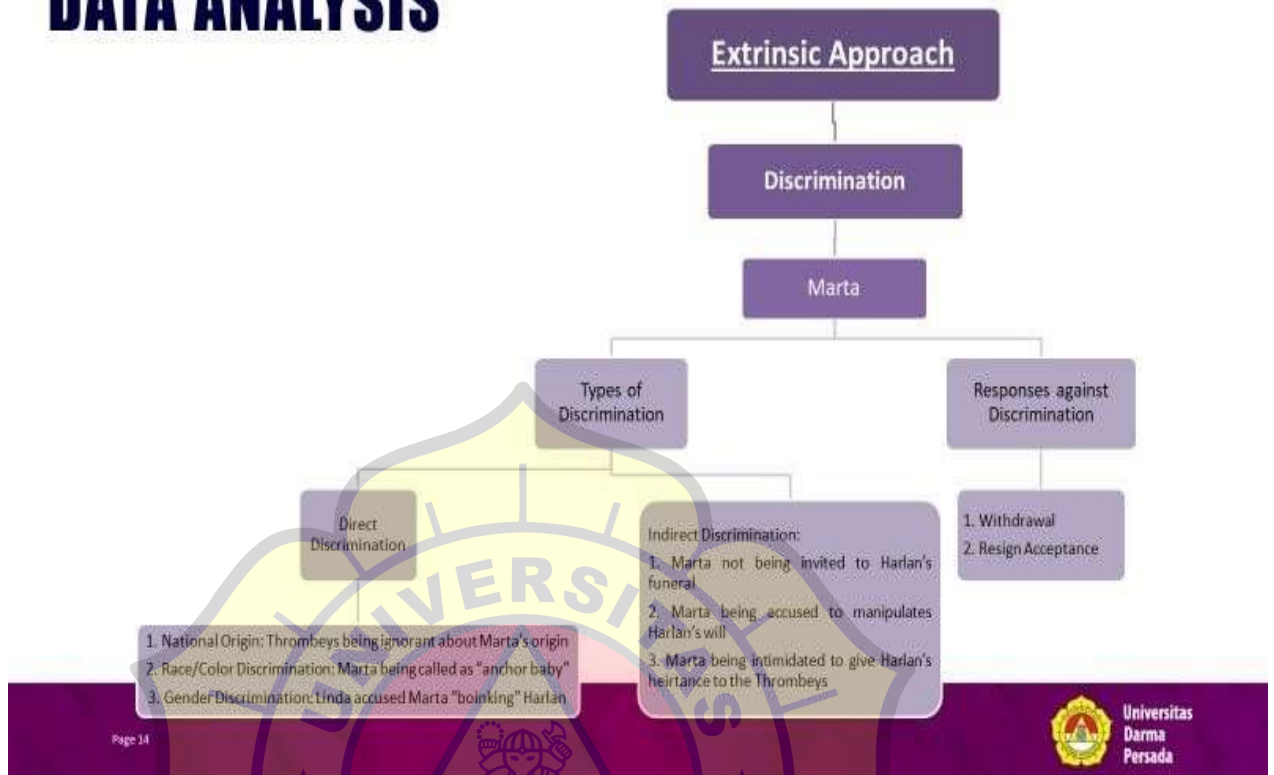 DATA ANALYSIS
Extrinsic Approach
Discrimination
Marta
Types of
Discrimination
Responses against
Discrimination
Direct
Discrimination
1. National Origin: Thrombeys being ignorant about Marta's origin
2. Race/Color Discrimination: Marta being called as "anchor baby"
3. Gender Discrimination: Linda accused Marta "boinking" Harlan
Indirect Discrimination:
1. Marta not being invited to Harlan's
funeral
2. Marta being accused to manipulates
Harlan's will
3. Marta being intimidated to give Harlan's
heirtance to the Thrombeys
1. Withdrawal
2. Resign Acceptance
UNIVERSITAS
Page 14
Universitas
Darma
Persada